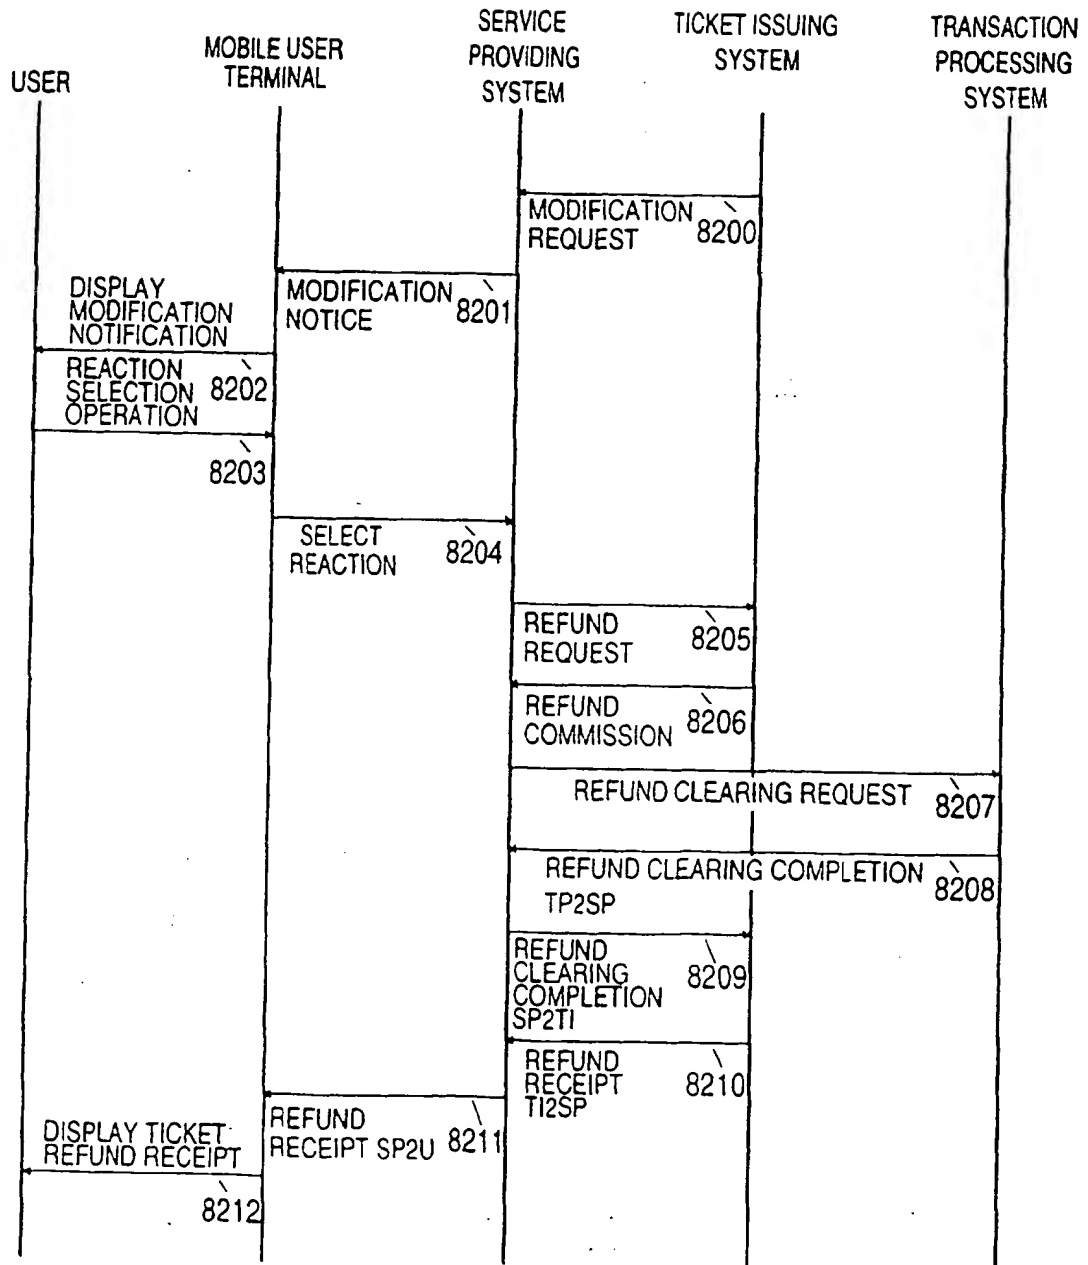 USER
MOBILE USER
TERMINAL
SERVICE
PROVIDING
SYSTEM
TICKET ISSUING
SYSTEM
TRANSACTION
PROCESSING
SYSTEM
MODIFICATION
REQUEST
8200
MODIFICATION
NOTICE
8201
DISPLAY
MODIFICATION
NOTIFICATION
8202
REACTION
SELECTION
OPERATION
8203
SELECT
REACTION
8204
REFUND
REQUEST
8205
REFUND
COMMISSION
8206
REFUND CLEARING REQUEST
8207
REFUND CLEARING COMPLETION
TP2SP
8208
REFUND
CLEARING
COMPLETION
SP2TI
8209
REFUND
RECEIPT
TI2SP
8210
REFUND
RECEIPT SP2U
8211
DISPLAY TICKET
REFUND RECEIPT
8212